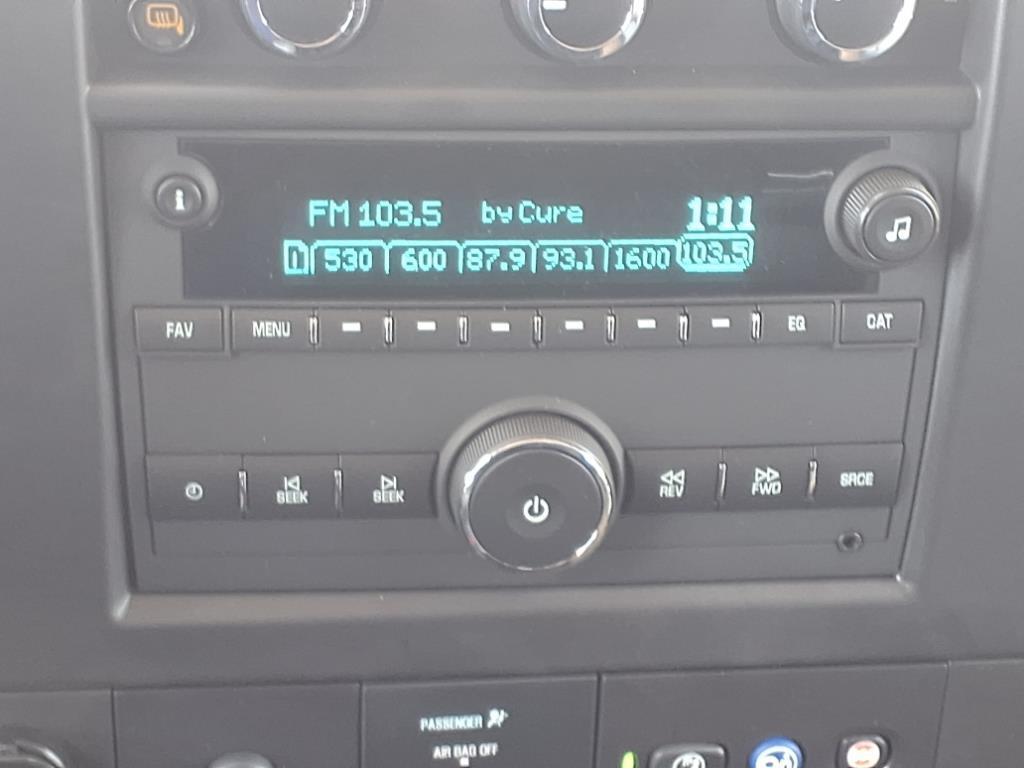 FM 103.5 by Cure 1:11
1 530 600 87.9 93.1 1600 103.5
FAV MENU EQ CAT
SEEK SEEK REV FWD SRCE
PASSENGER
AIR BAG OFF